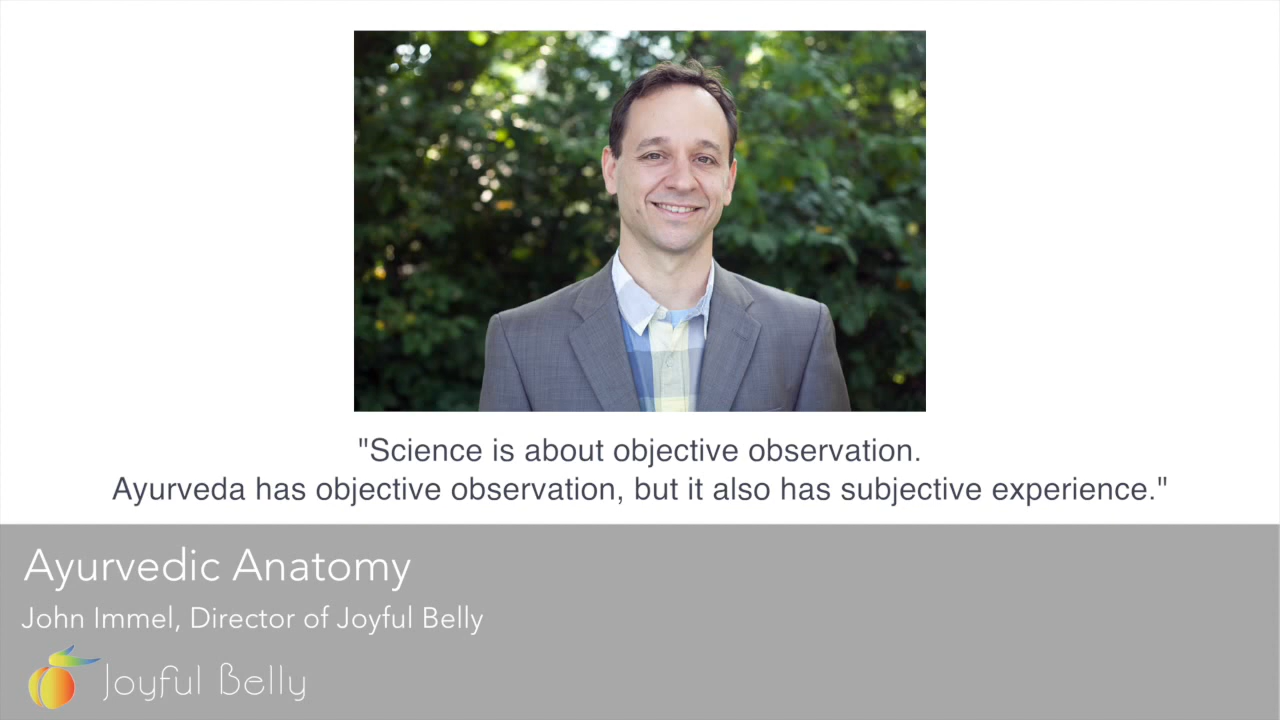 "Science is about objective observation.
Ayurveda has objective observation, but it also has subjective experience."
Ayurvedic Anatomy
John Immel, Director of Joyful Belly
Joyful Belly